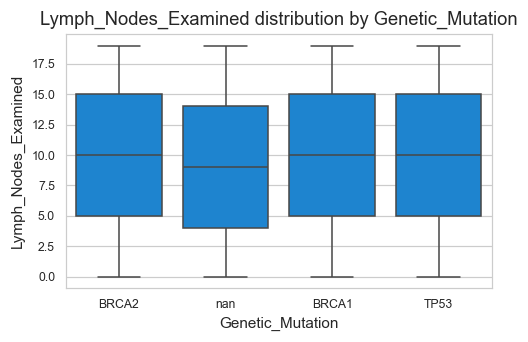 Lymph_Nodes_Examined distribution by Genetic_Mutation
Lymph_Nodes_Examined
17.5
15.0
12.5
10.0
7.5
5.0
2.5
0.0
BRCA2 nan BRCA1 TP53
Genetic_Mutation